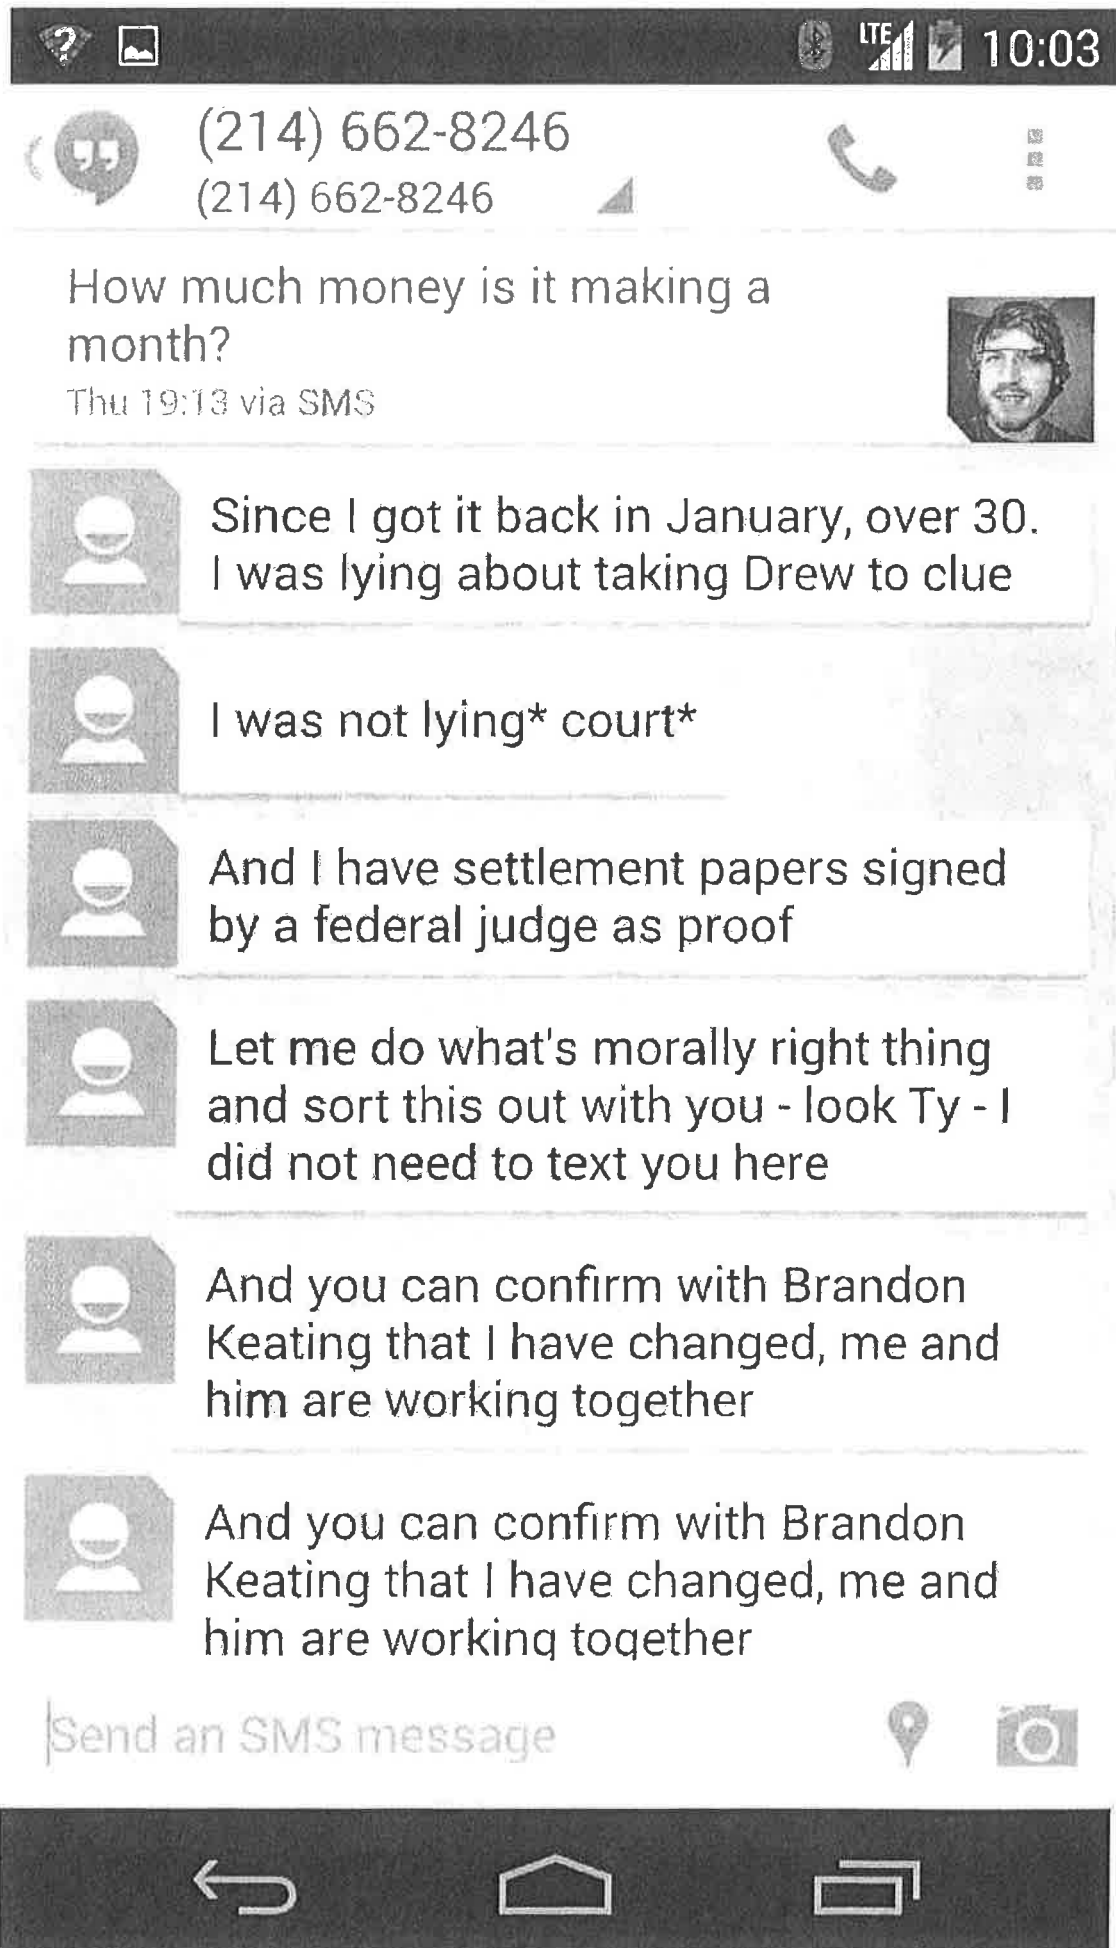 10:03
LTE
(214) 662-8246
(214) 662-8246
How much money is it making a
month?
Thu 19:13 via SMS
Since I got it back in January, over 30.
I was lying about taking Drew to clue
I was not lying* court*
And I have settlement papers signed
by a federal judge as proof
Let me do what's morally right thing
and sort this out with you - look Ty - I
did not need to text you here
And you can confirm with Brandon
Keating that I have changed, me and
him are working together
And you can confirm with Brandon
Keating that I have changed, me and
him are working together
Send an SMS message